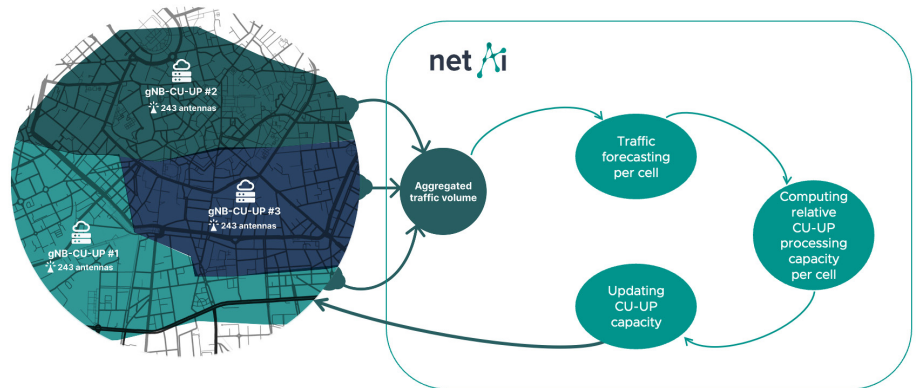 gNB-CU-UP #2
243 antennas
gNB-CU-UP #3
243 antennas
gNB-CU-UP #1
243 antennas
net Ai
Aggregated
traffic volume
Traffic
forecasting
per cell
Computing
relative
CU-UP
processing
capacity
per cell
Updating
CU-UP
capacity